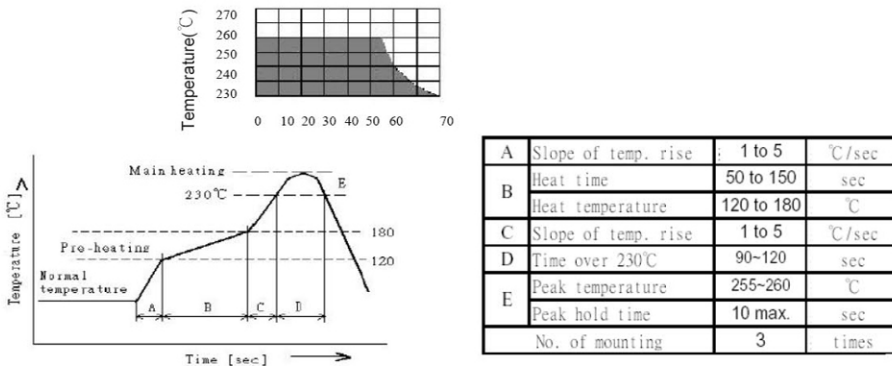 Temperature(℃)
270
260
260
250
240
230
0 10 20 30 40 50 60 70
Temperature [℃]
Main heating
230℃
E
180
Pre-heating
120
Normal
temperature
A B C D
Time [sec]
A Slope of temp. rise 1 to 5 ℃/sec
B Heat time 50 to 150 sec
Heat temperature 120 to 180 ℃
C Slope of temp. rise 1 to 5 ℃/sec
D Time over 230℃ 90~120 sec
E Peak temperature 255~260 ℃
Peak hold time 10 max. sec
No. of mounting 3 times